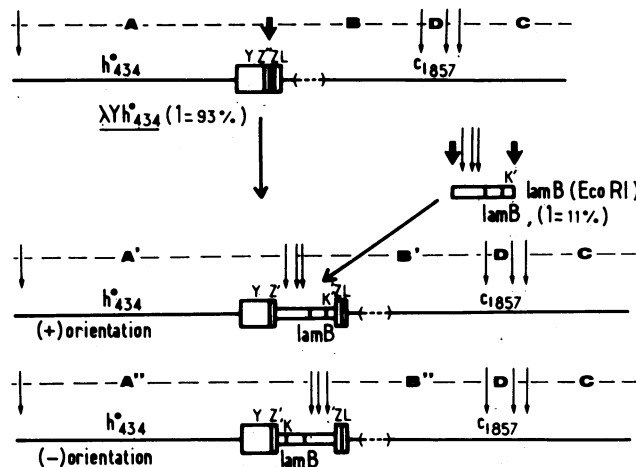 A B D C
Y Z' 'Z L
h°434 c1857
λYh°434 (1=93%)
K'
lamB (Eco RI)
lamB, (1=11%)
A' B' D C
Y Z' K' 'Z L
h°434 c1857
(+) orientation lamB
A'' B'' D C
Y Z', K 'Z L
h°434 c1857
(-) orientation lamB